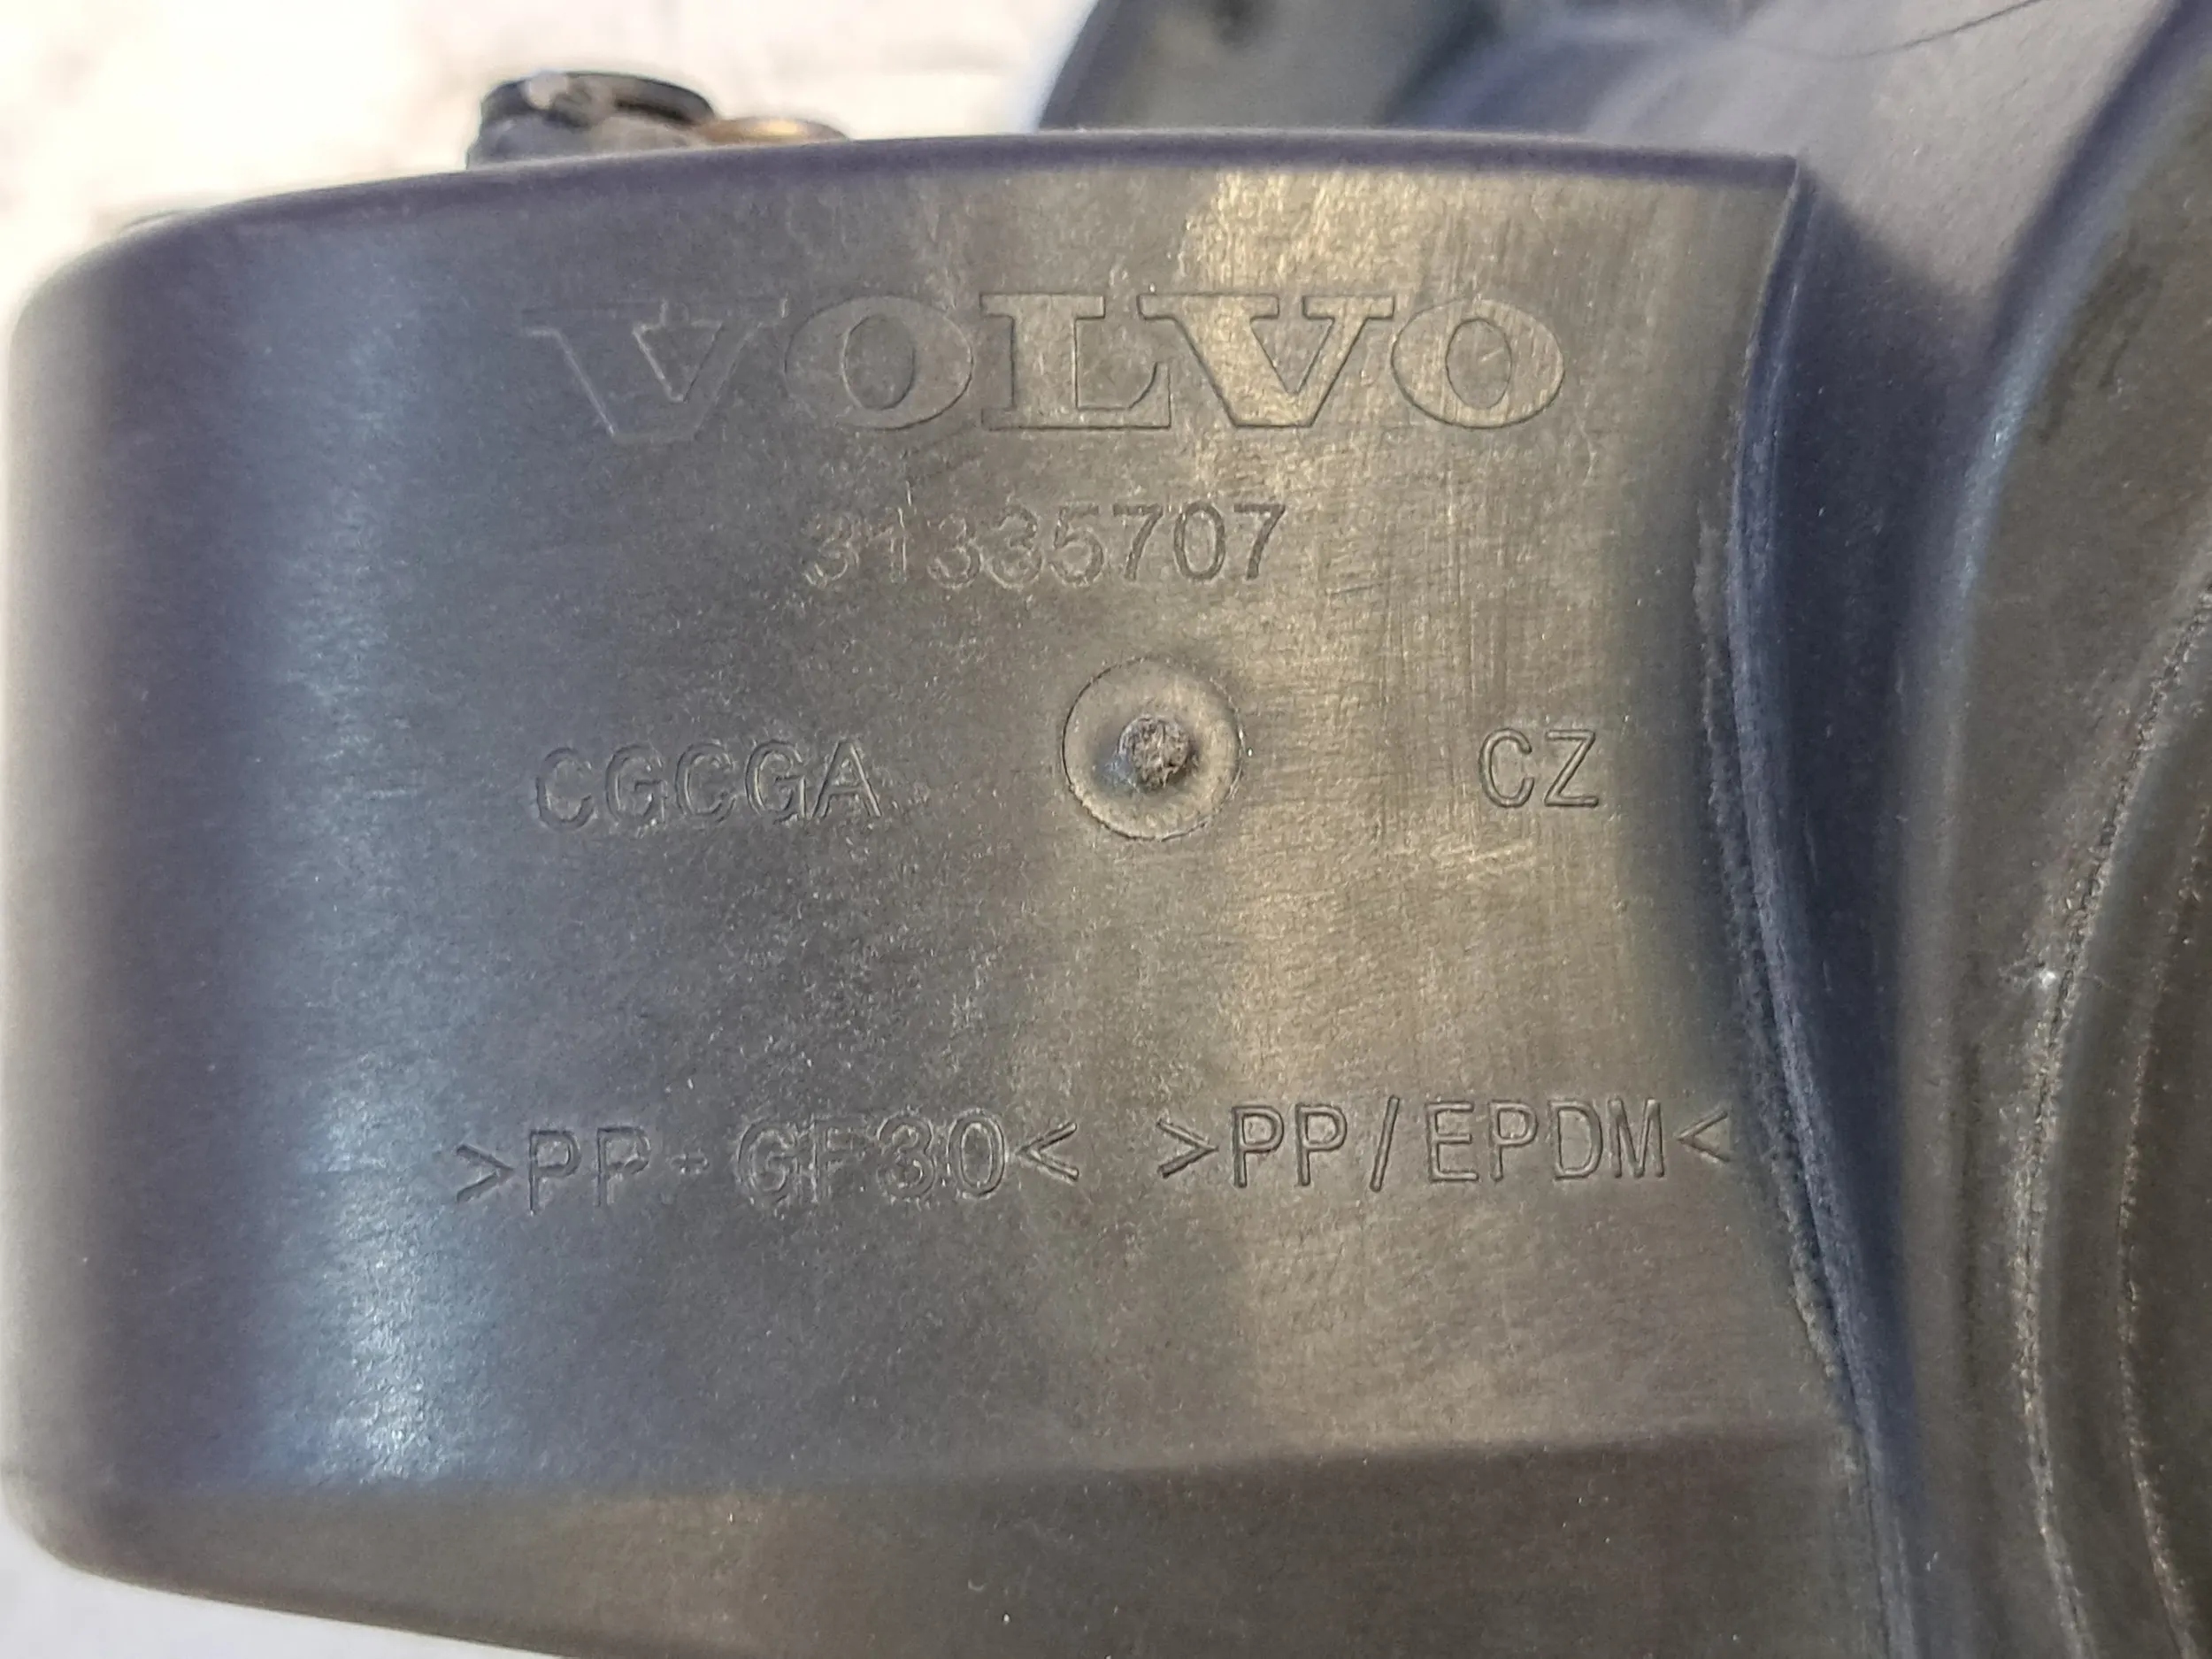 VOLVO
31335707
CGCGA CZ
>PP-GF30< >PP/EPDM<